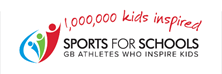 1,000,000 kids inspired
SPORTS FOR SCHOOLS
GB ATHLETES WHO INSPIRE KIDS